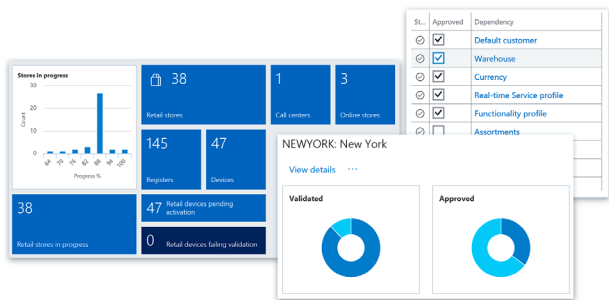 Stores in progress
30
20
10
0
Count
64
70
76
82
88
94
100
Progress %
38
Retail stores
1
Call centers
3
Online stores
145
Registers
47
Devices
38
Retail stores in progress
47 Retail devices pending
activation
0 Retail devices failing validation
St... Approved Dependency
Default customer
Warehouse
Currency
Real-time Service profile
Functionality profile
Assortments
NEWYORK: New York
View details ...
Validated
Approved